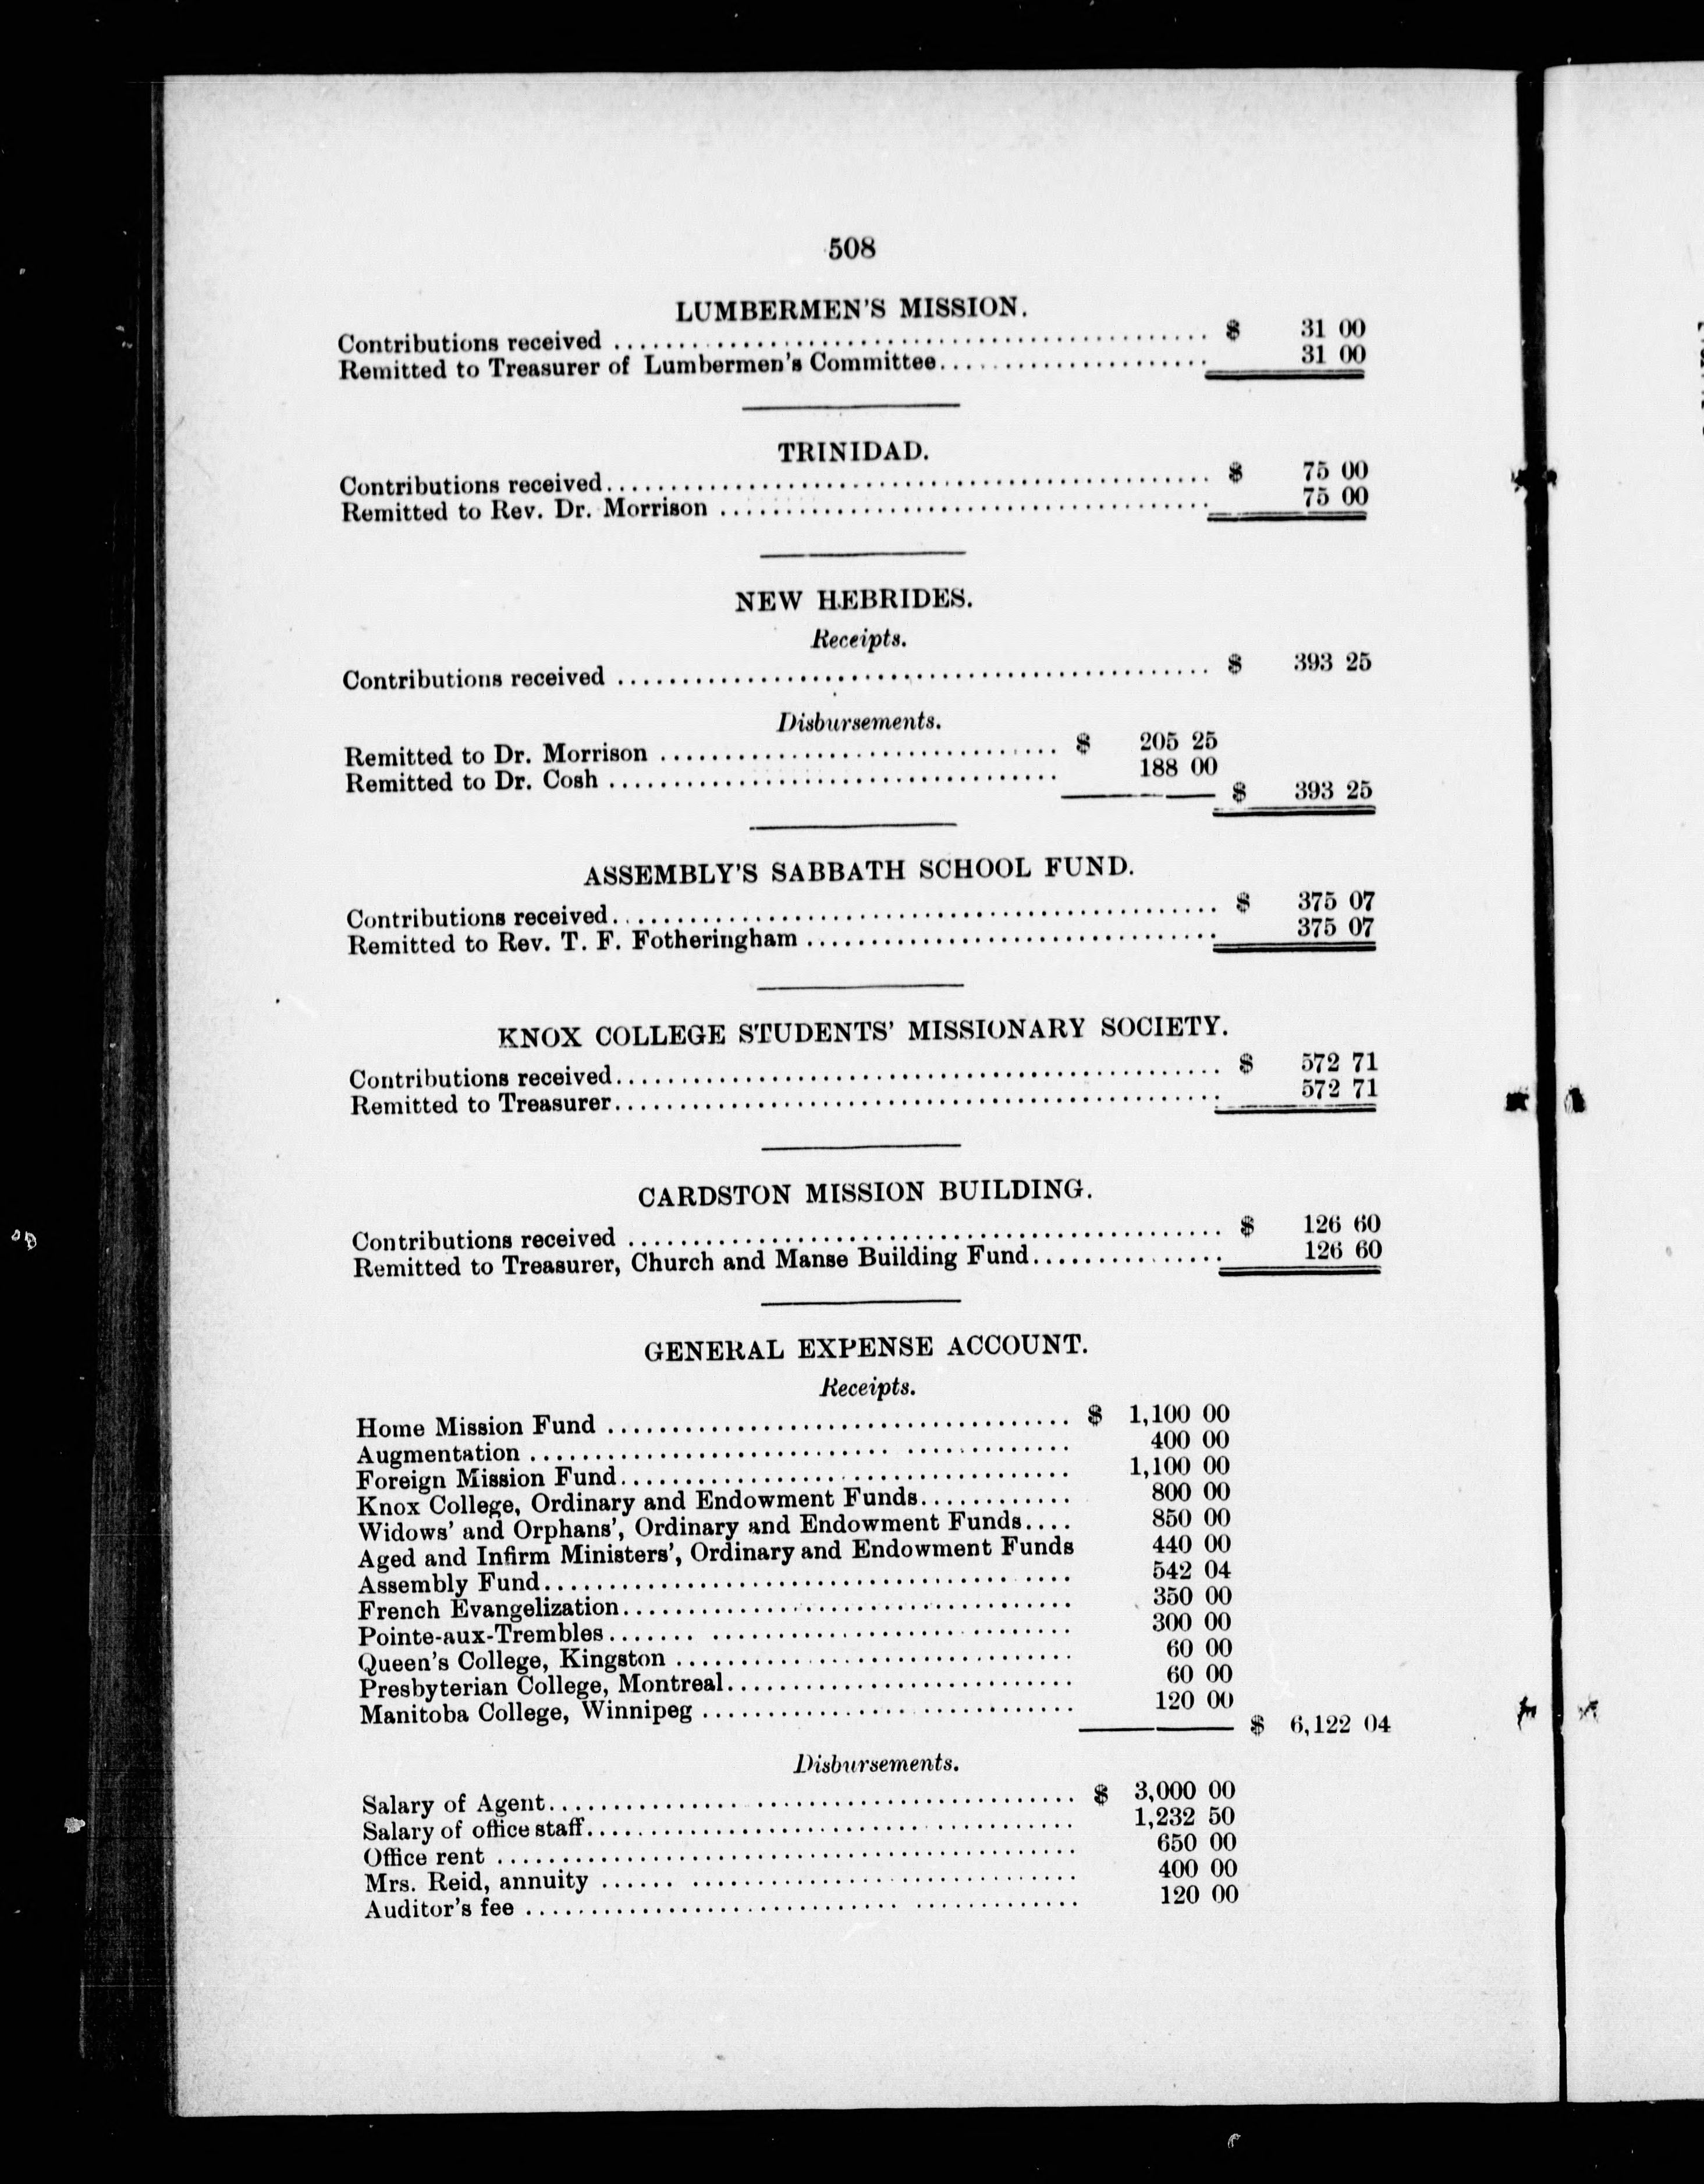 508
LUMBERMEN'S MISSION.
Contributions received ........................................ $ 31 00
Remitted to Treasurer of Lumbermen's Committee.................... 31 00
TRINIDAD.
Contributions received........................................ $ 75 00
Remitted to Rev. Dr. Morrison .................................... 75 00
NEW HEBRIDES.
Receipts.
Contributions received ........................................ $ 393 25
Disbursements.
Remitted to Dr. Morrison .............................. $ 205 25
Remitted to Dr. Cosh .................................. 188 00
$ 393 25
ASSEMBLY'S SABBATH SCHOOL FUND.
Contributions received........................................ $ 375 07
Remitted to Rev. T. F. Fotheringham .............................. 375 07
KNOX COLLEGE STUDENTS' MISSIONARY SOCIETY.
Contributions received........................................ $ 572 71
Remitted to Treasurer........................................ 572 71
CARDSTON MISSION BUILDING.
Contributions received ........................................ $ 126 60
Remitted to Treasurer, Church and Manse Building Fund............... 126 60
GENERAL EXPENSE ACCOUNT.
Receipts.
Home Mission Fund .................................... $ 1,100 00
Augmentation ........................................ 400 00
Foreign Mission Fund.................................. 1,100 00
Knox College, Ordinary and Endowment Funds............ 800 00
Widows' and Orphans', Ordinary and Endowment Funds.... 850 00
Aged and Infirm Ministers', Ordinary and Endowment Funds 440 00
Assembly Fund........................................ 542 04
French Evangelization.................................. 350 00
Pointe-aux-Trembles.................................. 300 00
Queen's College, Kingston .............................. 60 00
Presbyterian College, Montreal.......................... 60 00
Manitoba College, Winnipeg ............................ 120 00
$ 6,122 04
Disbursements.
Salary of Agent........................................ $ 3,000 00
Salary of office staff.................................... 1,232 50
Office rent ............................................ 650 00
Mrs. Reid, annuity .................................... 400 00
Auditor's fee .......................................... 120 00